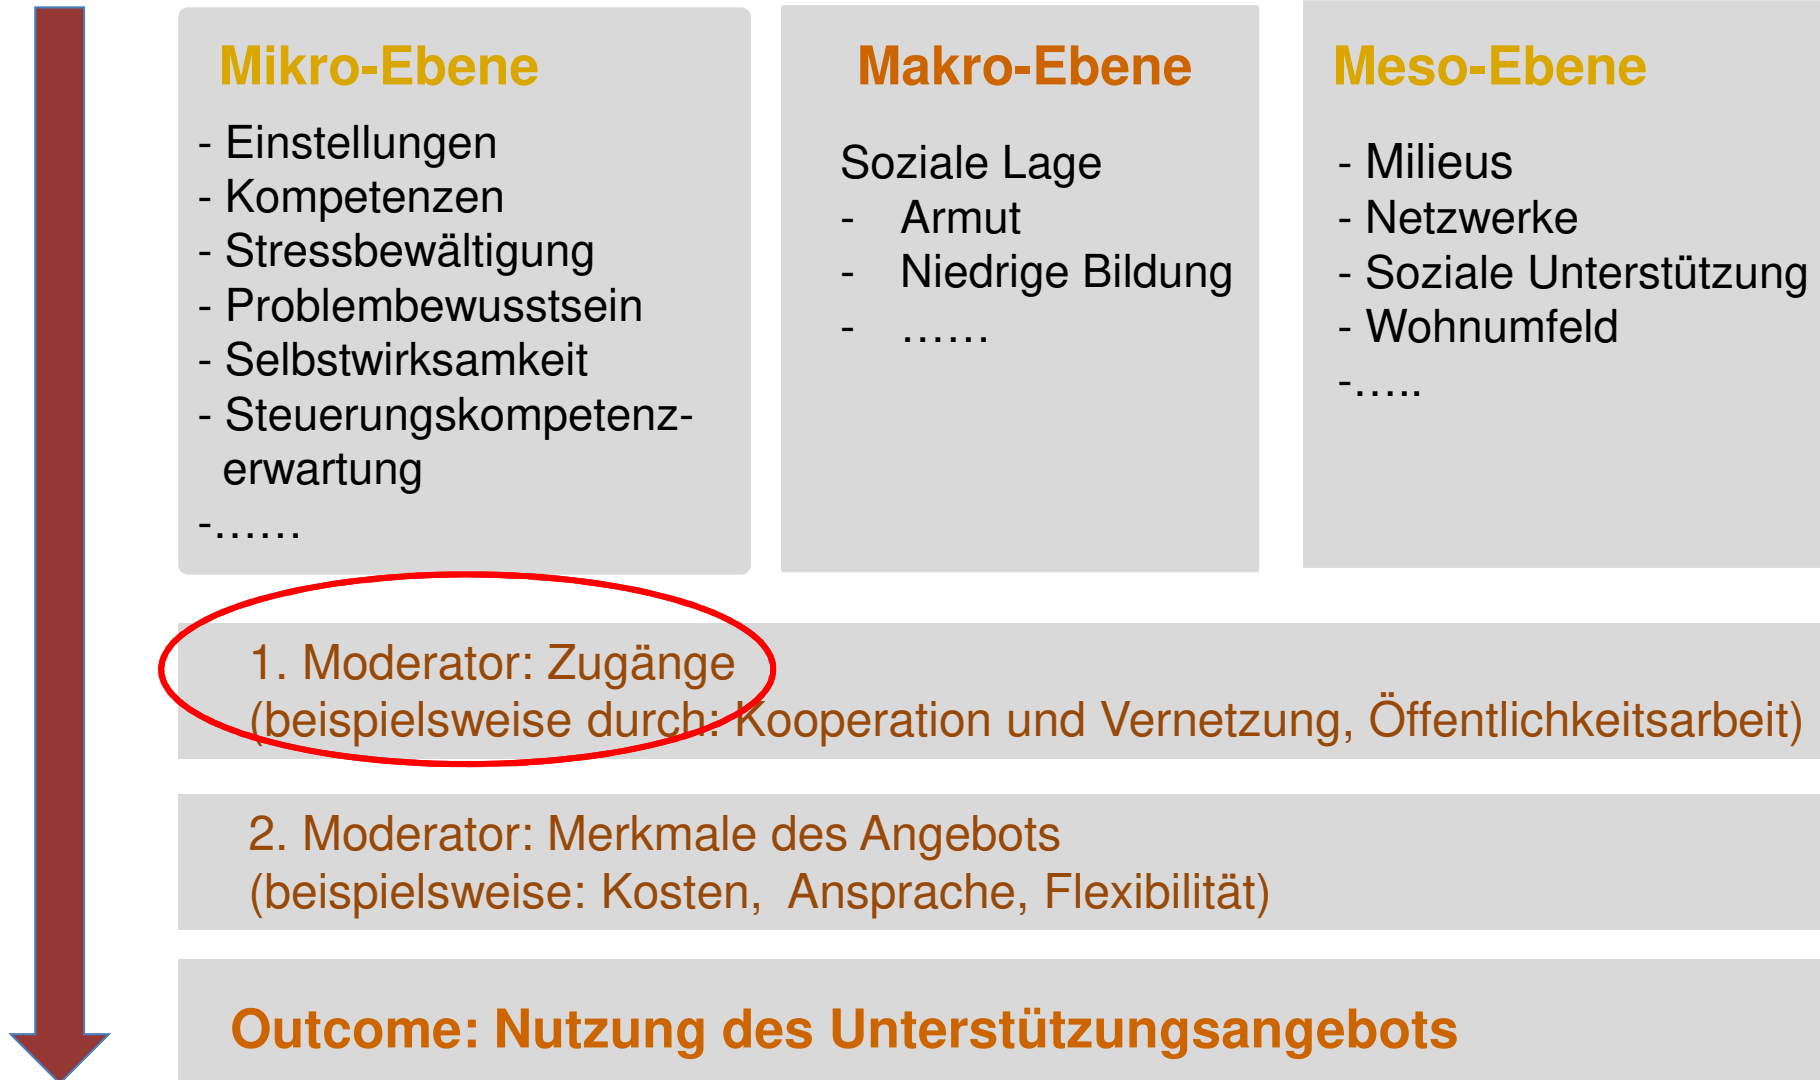 Mikro-Ebene
- Einstellungen
- Kompetenzen
- Stressbewältigung
- Problembewusstsein
- Selbstwirksamkeit
- Steuerungskompetenz-
erwartung
-……
Makro-Ebene
Soziale Lage
- Armut
- Niedrige Bildung
- ……
Meso-Ebene
- Milieus
- Netzwerke
- Soziale Unterstützung
- Wohnumfeld
-…..
1. Moderator: Zugänge
(beispielsweise durch: Kooperation und Vernetzung, Öffentlichkeitsarbeit)
2. Moderator: Merkmale des Angebots
(beispielsweise: Kosten, Ansprache, Flexibilität)
Outcome: Nutzung des Unterstützungsangebots